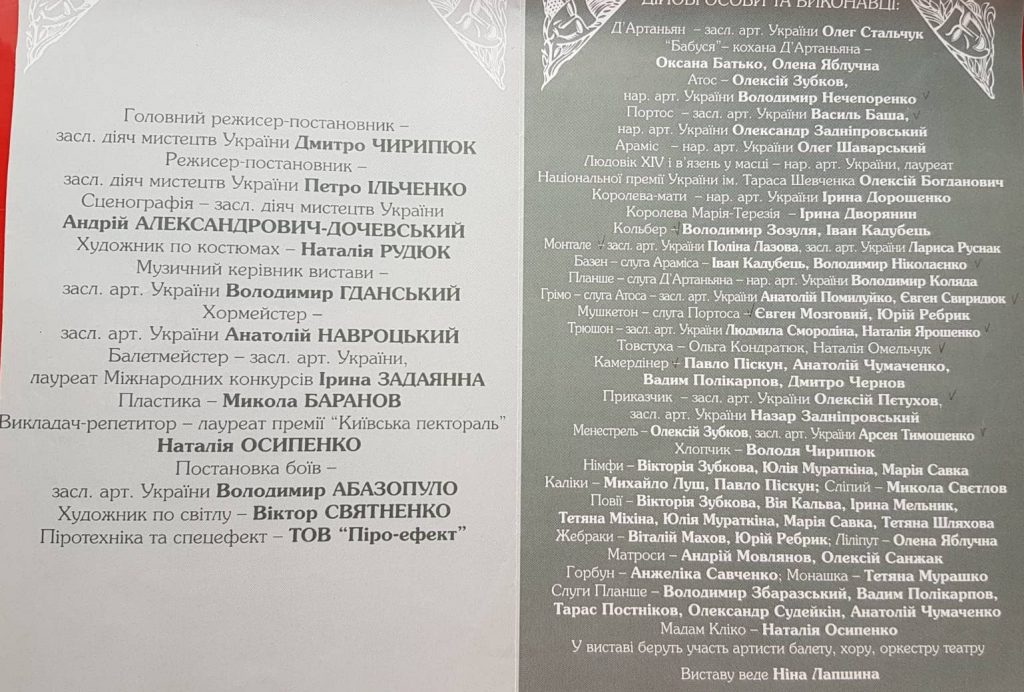 Головний режисер-постановник –
засл. діяч мистецтв України Дмитро ЧИРИПЮК
Режисер-постановник –
засл. діяч мистецтв України Петро ІЛЬЧЕНКО
Сценографія – засл. діяч мистецтв України
Андрій АЛЕКСАНДРОВИЧ-ДОЧЕВСЬКИЙ
Художник по костюмах – Наталія РУДЮК
Музичний керівник вистави –
засл. арт. України Володимир ГДАНСЬКИЙ
Хормейстер –
засл. арт. України Анатолій НАВРОЦЬКИЙ
Балетмейстер – засл. арт. України,
лауреат Міжнародних конкурсів Ірина ЗАДАЯННА
Пластика – Микола БАРАНОВ
Викладач-репетитор – лауреат премії “Київська пектораль”
Наталія ОСИПЕНКО
Постановка боїв –
засл. арт. України Володимир АБАЗОПУЛО
Художник по світлу – Віктор СВЯТНЕНКО
Піротехніка та спецефект – ТОВ “Піро-ефект”
ДІЙОВІ ОСОБИ ТА ВИКОНАВЦІ:
Д’Артаньян – засл. арт. України Олег Стальчук
“Бабуся” – кохана Д’Артаньяна –
Оксана Батько, Олена Яблучна
Атос – Олексій Зубков,
нар. арт. України Володимир Нечепоренко
Портос – засл. арт. України Василь Баша,
нар. арт. України Олександр Задніпровський
Араміс – нар. арт. України Олег Шаварський
Людовік XIV і в’язень у масці – нар. арт. України, лауреат
Національної премії України ім. Тараса Шевченка Олексій Богданович
Королева-мати – нар. арт. України Ірина Дорошенко
Королева Марія-Терезія – Ірина Дворянин
Кольбер – Володимир Зозуля, Іван Кадубець
Монтале – засл. арт. України Поліна Лазова, засл. арт. України Лариса Руснак
Базен – слуга Араміса – Іван Кадубець, Володимир Ніколаєнко
Планше – слуга Д’Артаньяна – нар. арт. України Володимир Коляда
Грімо – слуга Атоса – засл. арт. України Анатолій Помилуйко, Євген Свиридюк
Мушкетон – слуга Портоса – Євген Мозговий, Юрій Ребрик
Трюшон – засл. арт. України Людмила Смородіна, Наталія Ярошенко
Товстуха – Ольга Кондратюк, Наталія Омельчук
Камердінер – Павло Піскун, Анатолій Чумаченко,
Вадим Полікарпов, Дмитро Чернов
Приказчик – засл. арт. України Олексій Пєтухов,
засл. арт. України Назар Задніпровський
Менестрель – Олексій Зубков, засл. арт. України Арсен Тимошенко
Хлопчик – Володя Чирипюк
Німфи – Вікторія Зубкова, Юлія Мураткіна, Марія Савка
Каліки – Михайло Лущ, Павло Піскун; Сліпий – Микола Свєтлов
Повії – Вікторія Зубкова, Вія Кальва, Ірина Мельник,
Тетяна Міхіна, Юлія Мураткіна, Марія Савка, Тетяна Шляхова
Жебраки – Віталій Махов, Юрій Ребрик; Ліліпут – Олена Яблучна
Матроси – Андрій Мовлянов, Олексій Санжак
Горбун – Анжеліка Савченко; Монашка – Тетяна Мурашко
Слуги Планше – Володимир Збаразський, Вадим Полікарпов,
Тарас Постніков, Олександр Судейкін, Анатолій Чумаченко
Мадам Кліко – Наталія Осипенко
У виставі беруть участь артисти балету, хору, оркестру театру
Виставу веде Ніна Лапшина